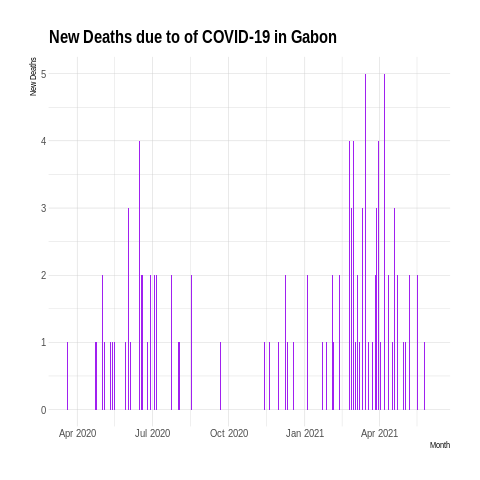 New Deaths due to of COVID-19 in Gabon
New Deaths
5
4
3
2
1
0
Apr 2020 Jul 2020 Oct 2020 Jan 2021 Apr 2021
Month